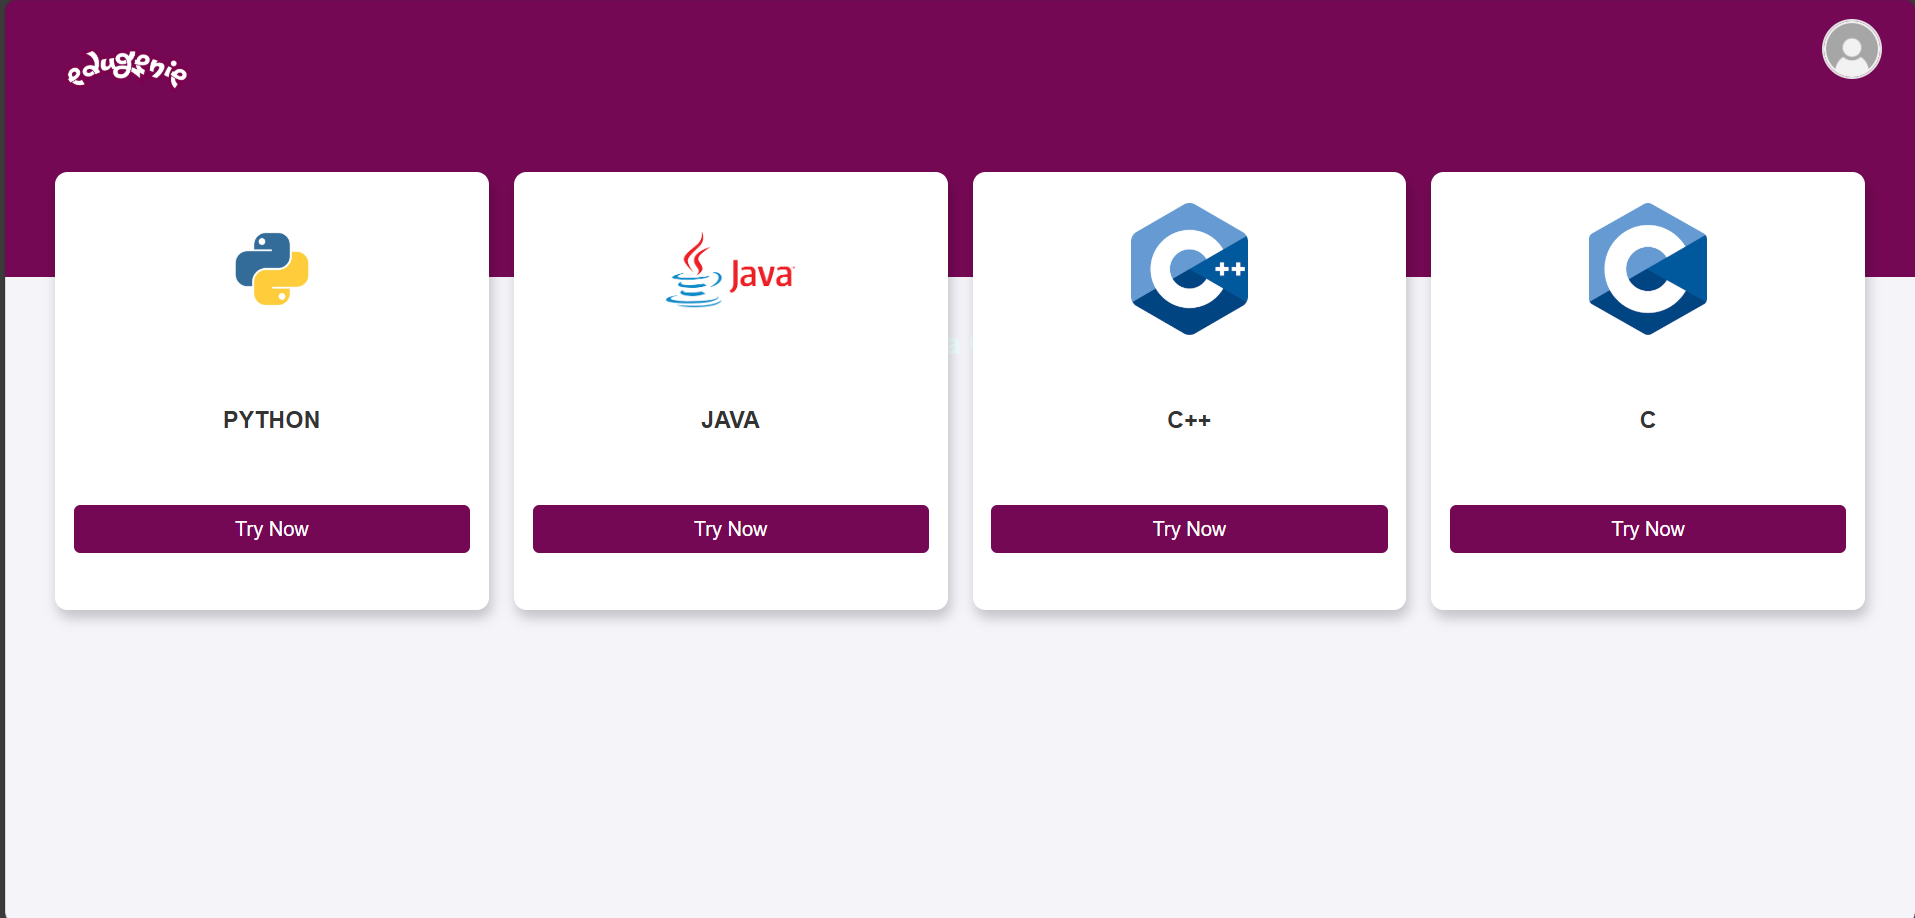 edugenie
Java
++
PYTHON
JAVA
C++
C
Try Now
Try Now
Try Now
Try Now